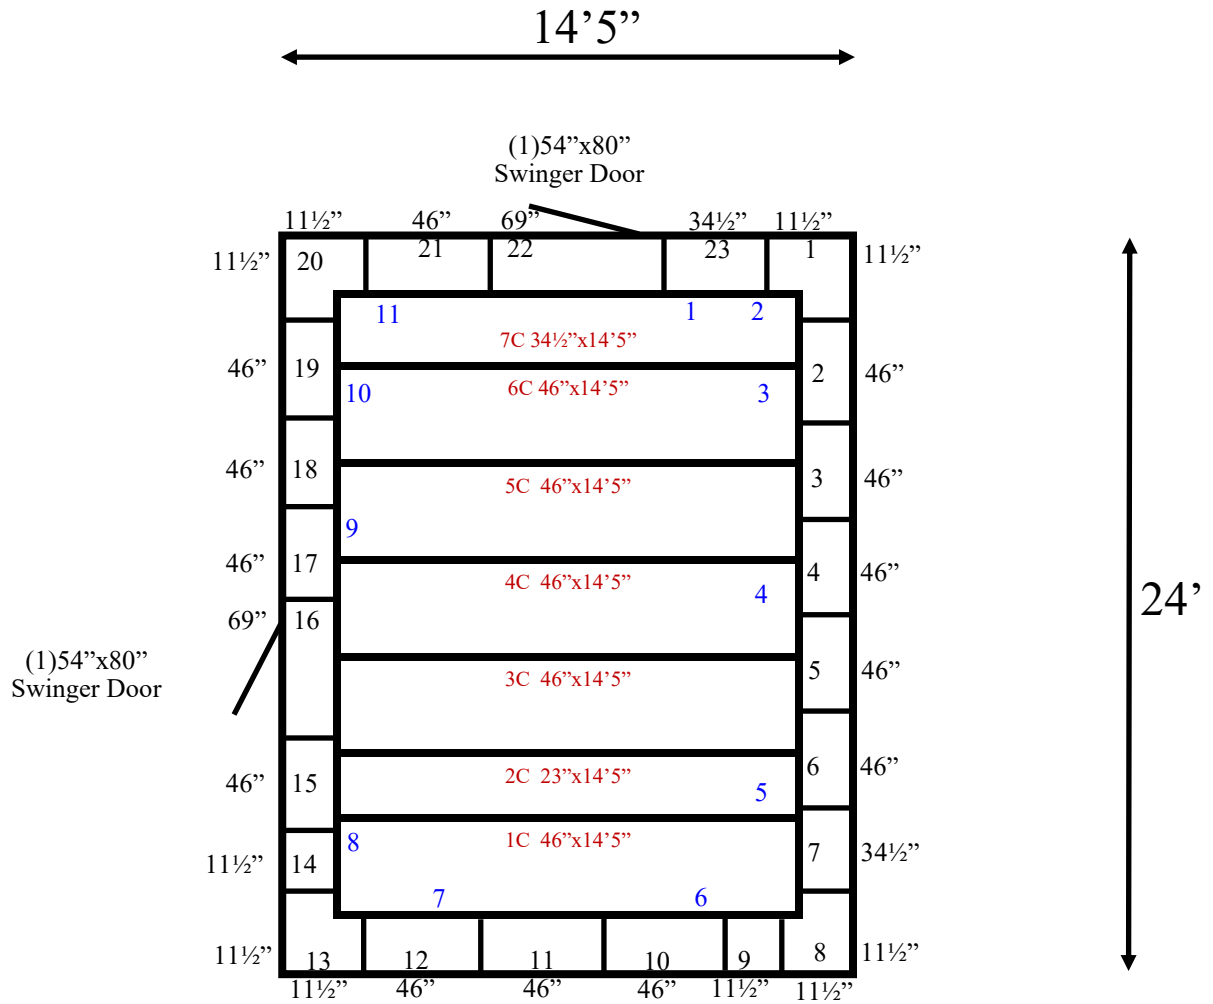 14’5”
(1)54”x80”
Swinger Door
11½” 46” 69” 34½” 11½”
11½” 20 21 22 23 1 11½”
11 1 2
7C 34½”x14’5”
46” 19 2 46”
10 6C 46”x14’5” 3
46” 18 3 46”
5C 46”x14’5”
9
46” 17 4 46”
4C 46”x14’5” 4
24’
69” 16
(1)54”x80”
Swinger Door
5 46”
3C 46”x14’5”
46” 15 6 46”
2C 23”x14’5” 5
8 1C 46”x14’5”
11½” 14 7 34½”
7 6
11½” 13 12 11 10 9 8 11½”
11½” 46” 46” 46” 11½” 11½”